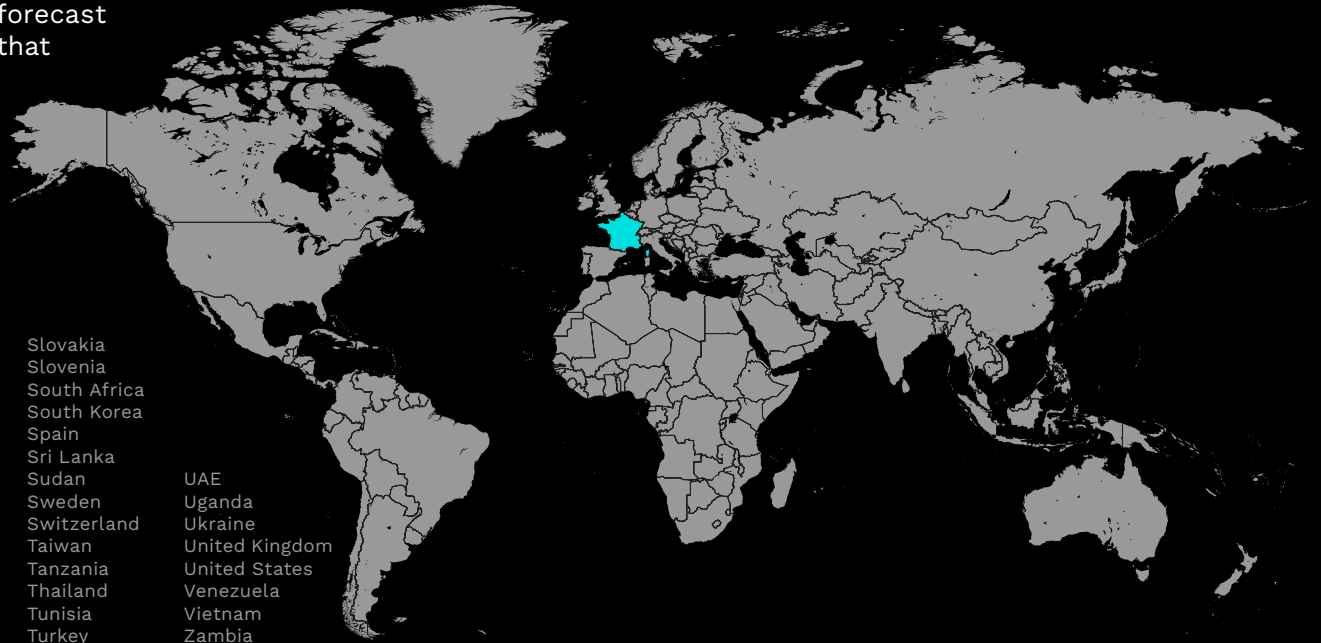 forecast
that
Slovakia
Slovenia
South Africa
South Korea
Spain
Sri Lanka
Sudan
Sweden
Switzerland
Taiwan
Tanzania
Thailand
Tunisia
Turkey
UAE
Uganda
Ukraine
United Kingdom
United States
Venezuela
Vietnam
Zambia